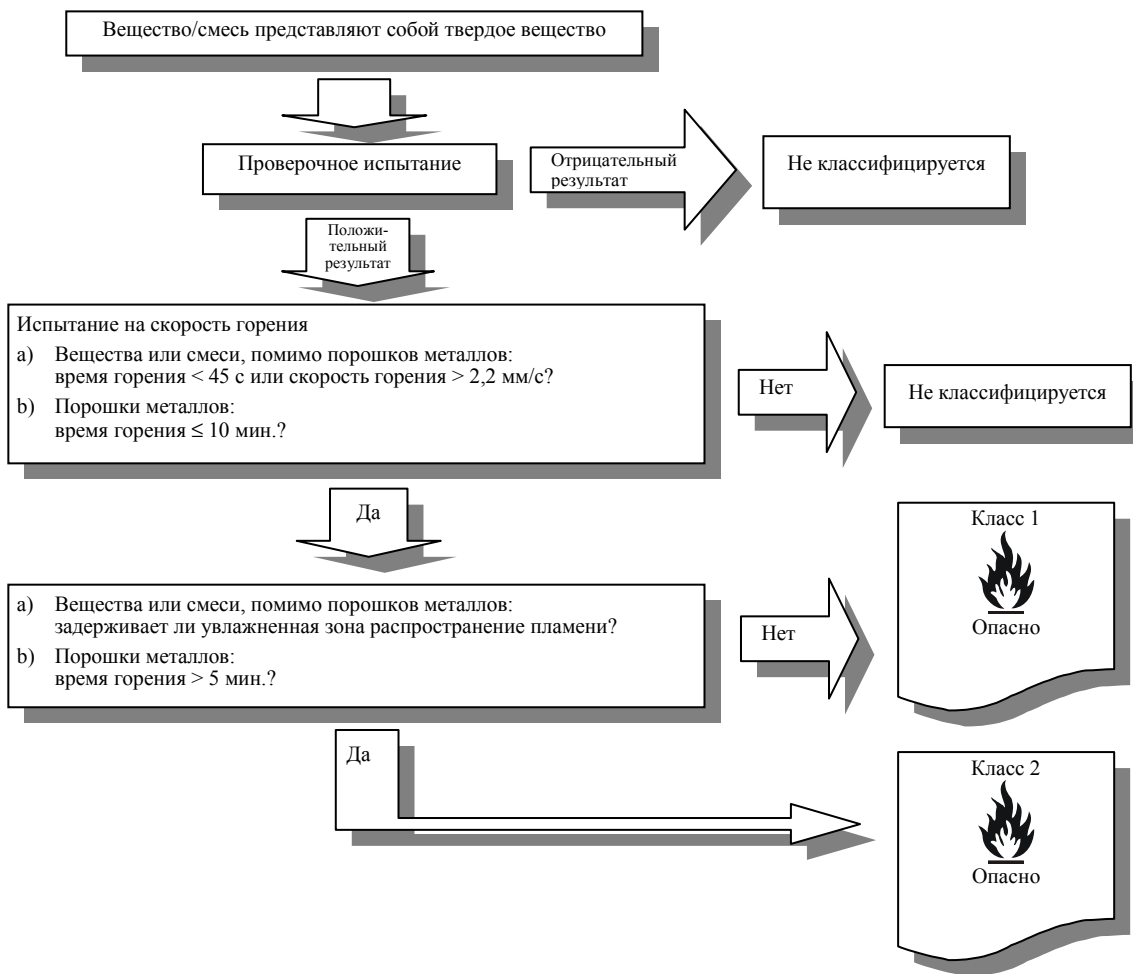 Вещество/смесь представляют собой твердое вещество
Проверочное испытание
Отрицательный
результат
Не классифицируется
Положи-
тельный
результат
Испытание на скорость горения
a) Вещества или смеси, помимо порошков металлов:
время горения < 45 с или скорость горения > 2,2 мм/с?
b) Порошки металлов:
время горения ≤ 10 мин.?
Нет
Не классифицируется
Да
Класс 1
Опасно
a) Вещества или смеси, помимо порошков металлов:
задерживает ли увлажненная зона распространение пламени?
b) Порошки металлов:
время горения > 5 мин.?
Нет
Да
Класс 2
Опасно